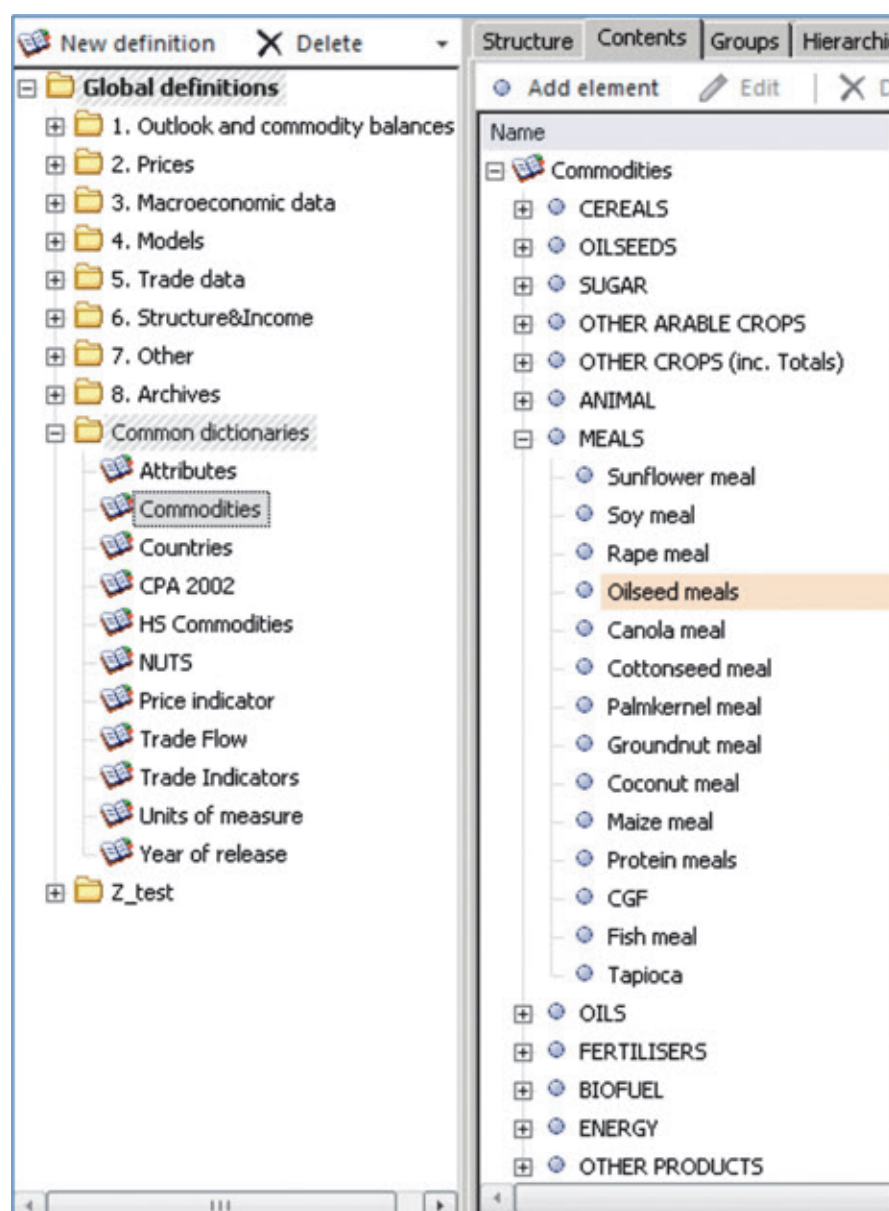 New definition Delete
Global definitions
1. Outlook and commodity balances
2. Prices
3. Macroeconomic data
4. Models
5. Trade data
6. Structure&Income
7. Other
8. Archives
Common dictionaries
Attributes
Commodities
Countries
CPA 2002
HS Commodities
NUTS
Price indicator
Trade Flow
Trade Indicators
Units of measure
Year of release
Z_test
Structure Contents Groups Hierarchi
Add element Edit D
Name
Commodities
CEREALS
OILSEEDS
SUGAR
OTHER ARABLE CROPS
OTHER CROPS (inc. Totals)
ANIMAL
MEALS
Sunflower meal
Soy meal
Rape meal
Oilseed meals
Canola meal
Cottonseed meal
Palmkernel meal
Groundnut meal
Coconut meal
Maize meal
Protein meals
CGF
Fish meal
Tapioca
OILS
FERTILISERS
BIOFUEL
ENERGY
OTHER PRODUCTS